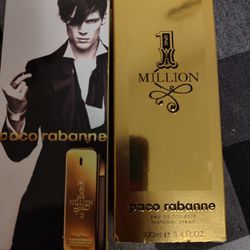 paco rabanne
1
MILLION
1
MILLION
paco rabanne
EAU DE TOILETTE
NATURAL SPRAY
100ml e 3.4 FL.OZ